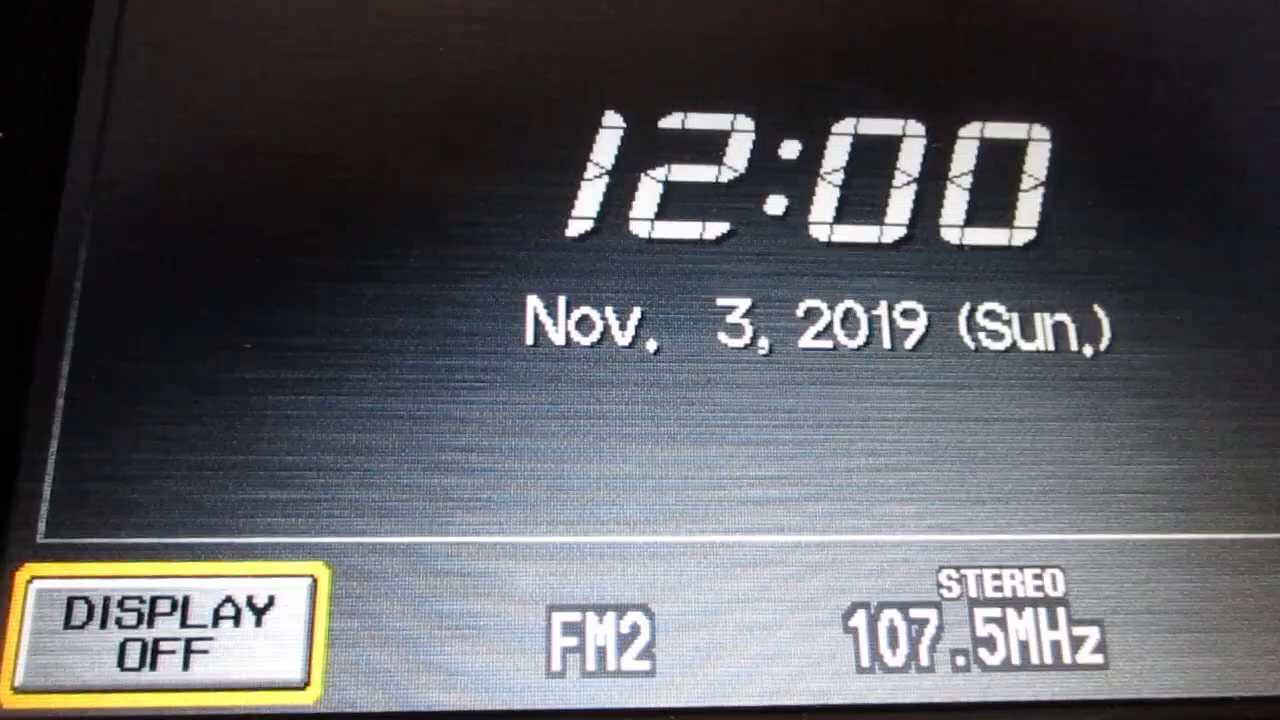 12:00
Nov. 3, 2019 (Sun.)
DISPLAY
OFF
FM2
STEREO
107.5MHz